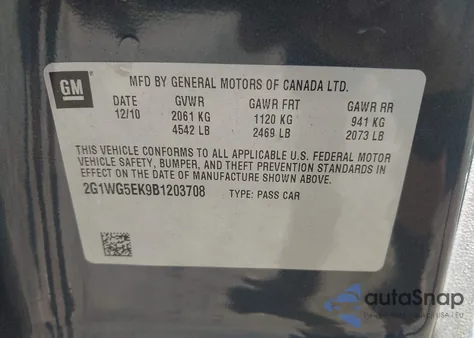 GM
MFD BY GENERAL MOTORS OF CANADA LTD.
DATE GVWR GAWR FRT GAWR RR
12/10 2061 KG 1120 KG 941 KG
4542 LB 2469 LB 2073 LB
THIS VEHICLE CONFORMS TO ALL APPLICABLE U.S. FEDERAL MOTOR
VEHICLE SAFETY, BUMPER, AND THEFT PREVENTION STANDARDS IN
EFFECT ON THE DATE OF MANUFACTURE SHOWN ABOVE.
2G1WG5EK9B1203708 TYPE: PASS CAR
autoSnap
USA / EU